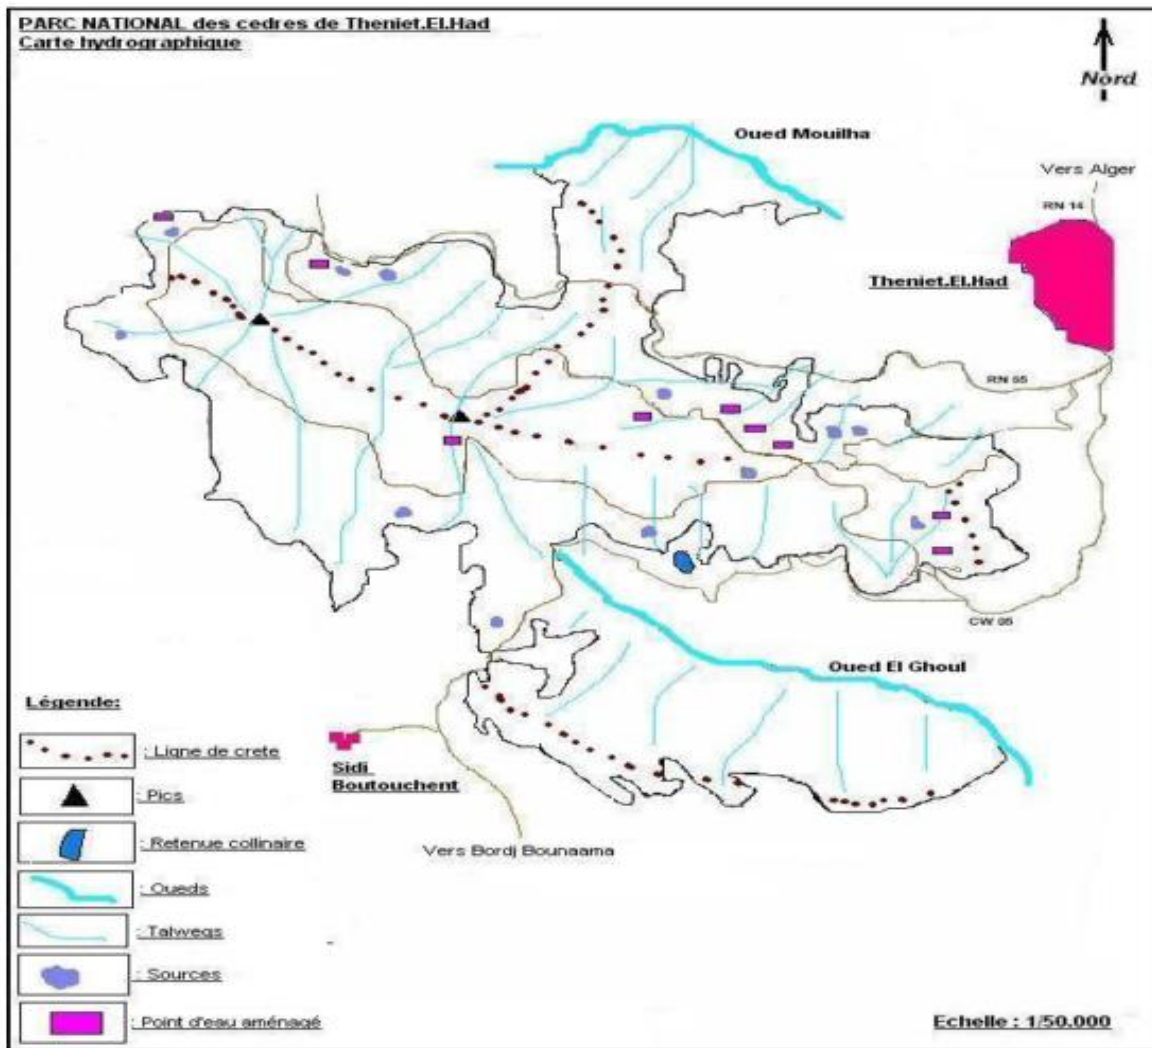 PARC NATIONAL des cedres de Theniet.El.Had
Carte hydrographique
Nord
Oued Mouilha
Vers Alger
RN 14
Theniet.El.Had
RN 65
CW 05
Oued El Ghoul
Légende:
: Ligne de crete
: Pics
: Retenue collinaire
: Oueds
: Talwegs
: Sources
: Point d'eau aménagé
Sidi
Boutouchent
Vers Bordj Bounaama
Echelle : 1/50.000